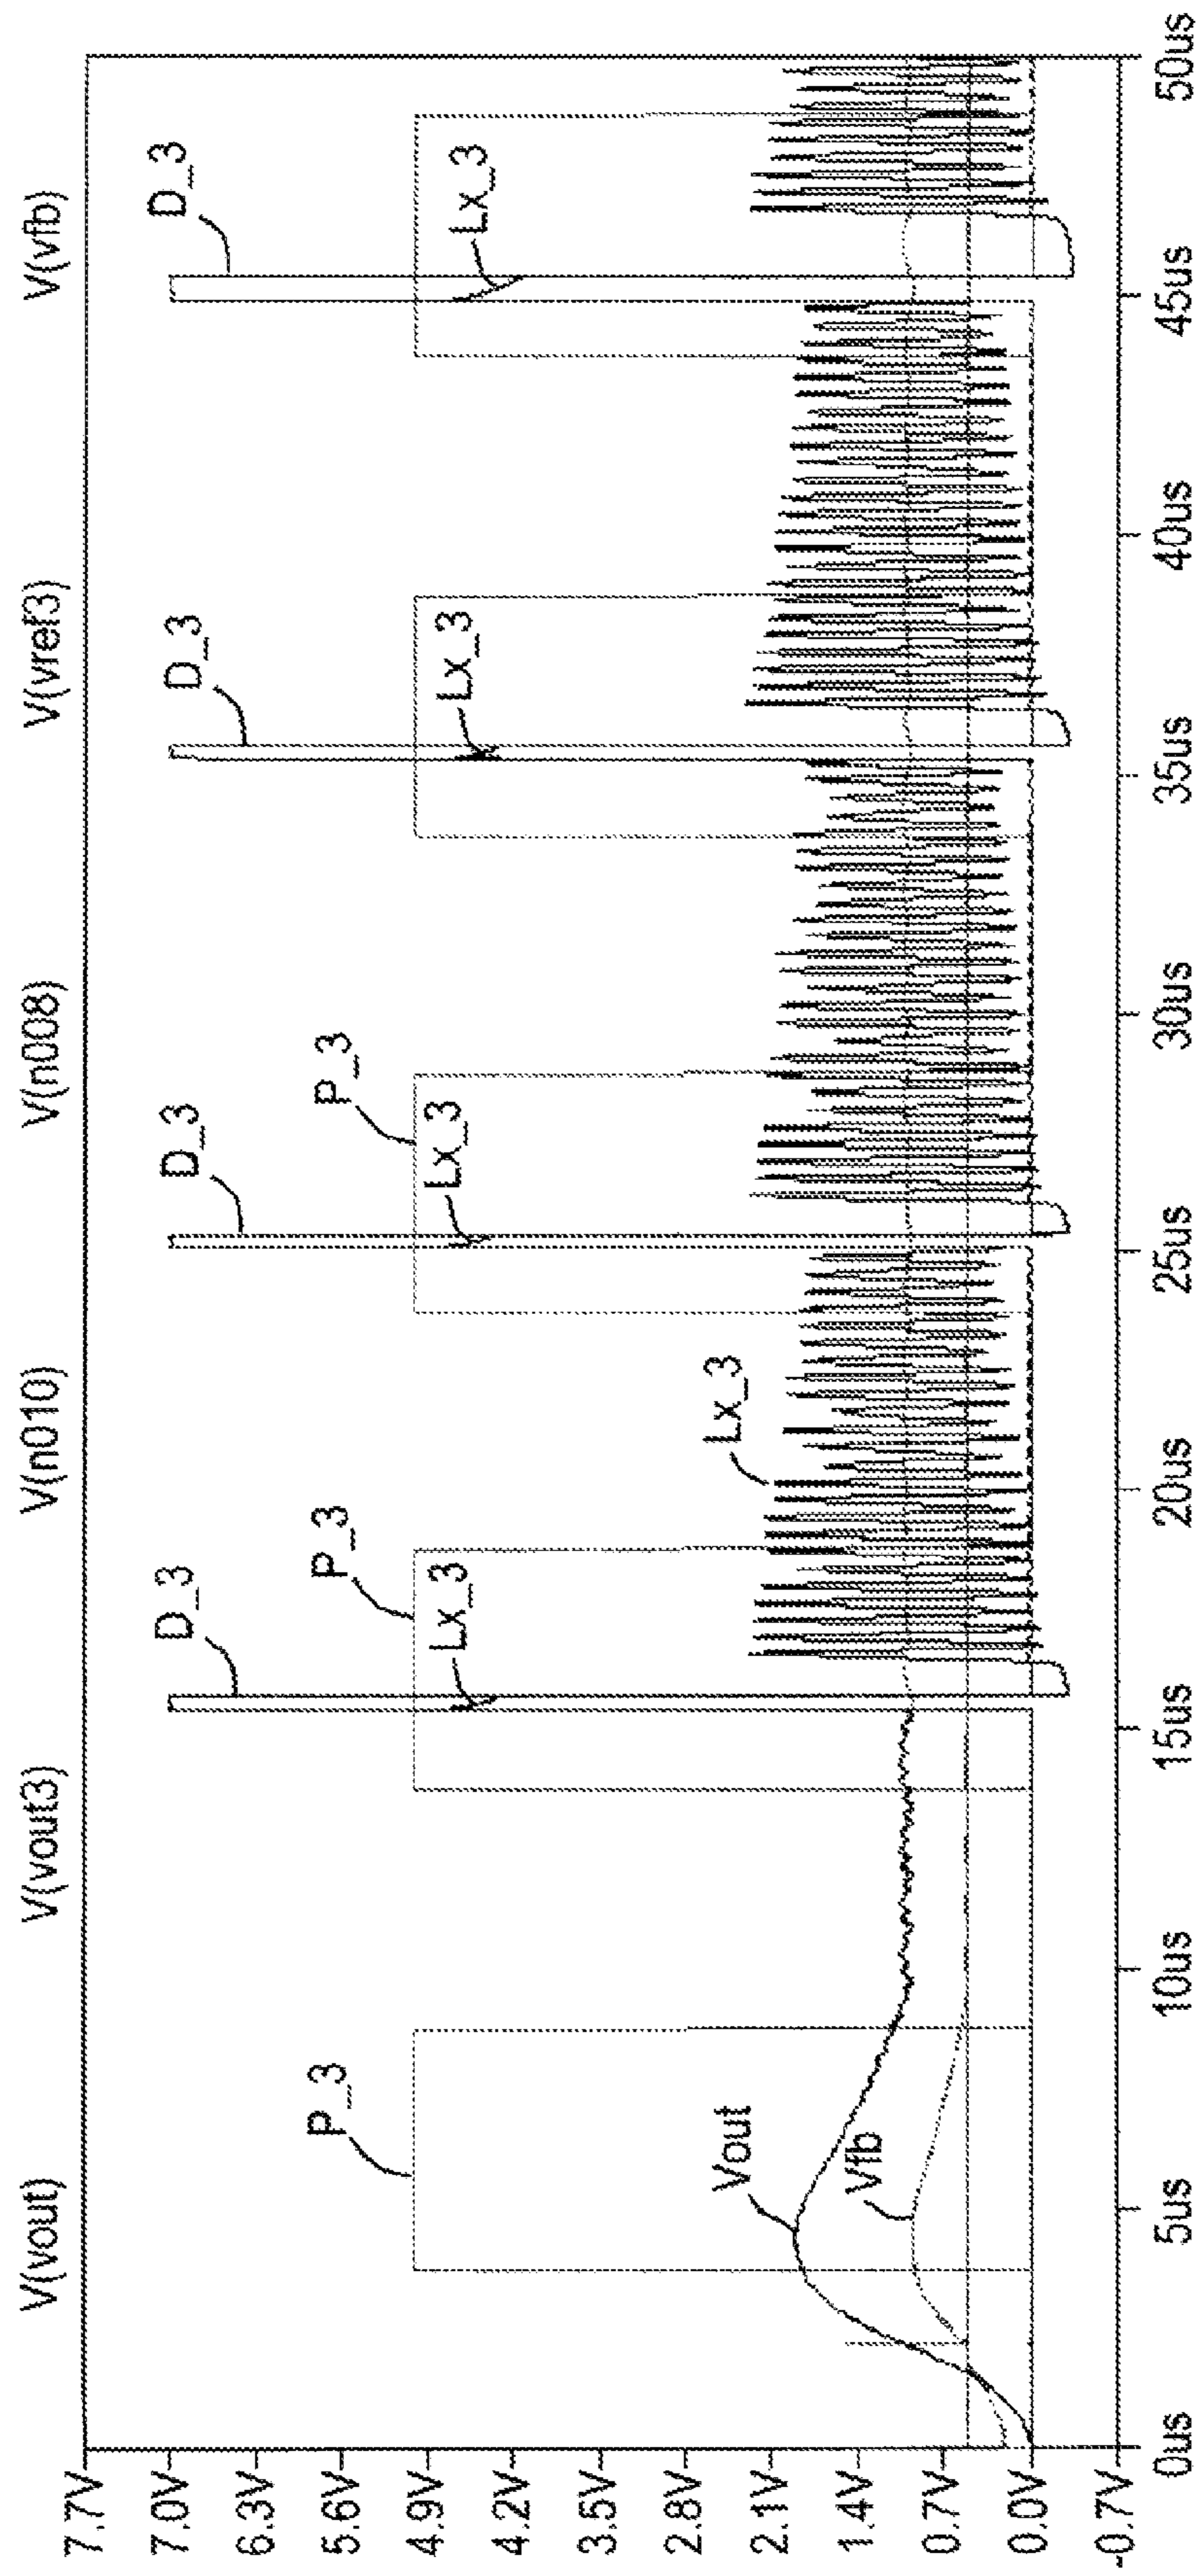 V(vout) V(vout3) V(n010) V(n008) V(vref3) V(vfb)
7.7V
7.0V
6.3V
5.6V
4.9V
4.2V
3.5V
2.8V
2.1V
1.4V
0.7V
0.0V
-0.7V
D_3
D_3
D_3
D_3
P_3
P_3
P_3
Lx_3
Lx_3
Lx_3
Lx_3
Lx_3
Vout
Vfb
0us 5us 10us 15us 20us 25us 30us 35us 40us 45us 50us